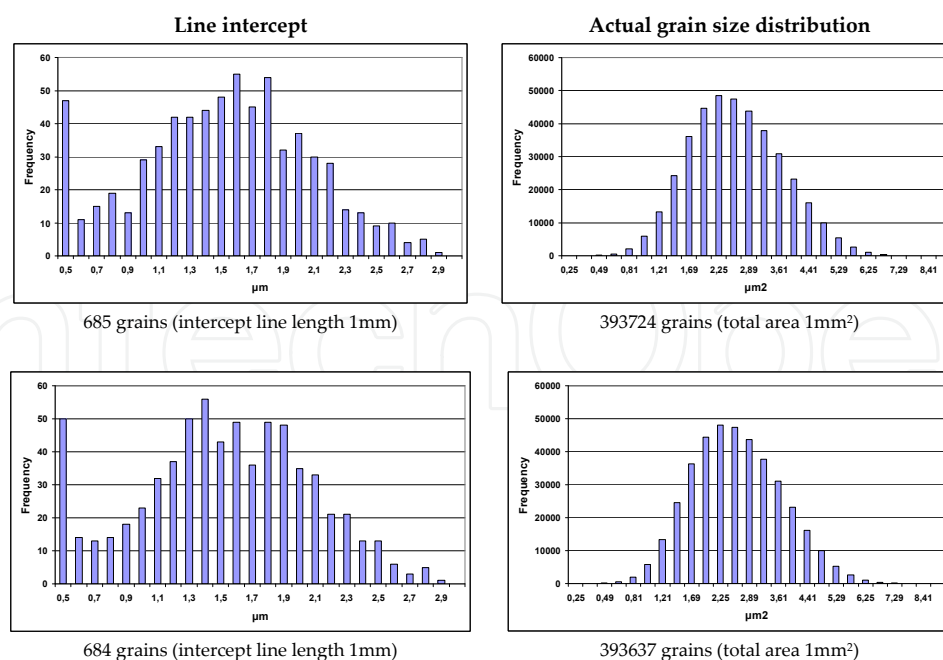 Line intercept
Actual grain size distribution
60
50
40
30
20
10
0
Frequency
0,5 0,7 0,9 1,1 1,3 1,5 1,7 1,9 2,1 2,3 2,5 2,7 2,9
µm
685 grains (intercept line length 1mm)
60000
50000
40000
30000
20000
10000
0
Frequency
0,25 0,49 0,81 1,21 1,69 2,25 2,89 3,61 4,41 5,29 6,25 7,29 8,41
µm2
393724 grains (total area 1mm²)
60
50
40
30
20
10
0
Frequency
0,5 0,7 0,9 1,1 1,3 1,5 1,7 1,9 2,1 2,3 2,5 2,7 2,9
µm
684 grains (intercept line length 1mm)
60000
50000
40000
30000
20000
10000
0
Frequency
0,25 0,49 0,81 1,21 1,69 2,25 2,89 3,61 4,41 5,29 6,25 7,29 8,41
µm2
393637 grains (total area 1mm²)